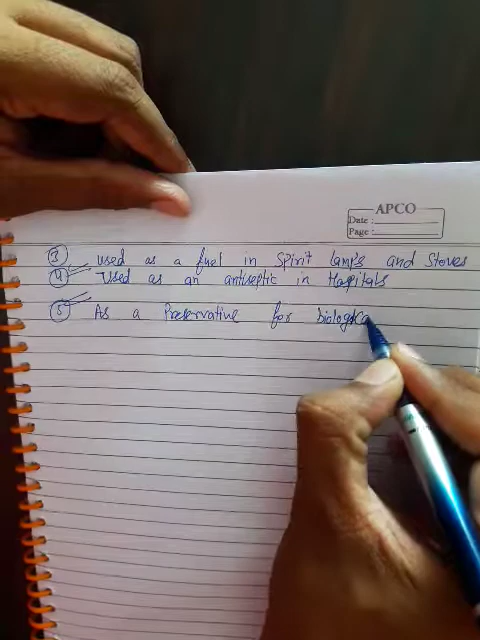 APCO
Date :
Page :
③ used as a fuel in Spirit lamps and Stoves
④ Used as an antiseptic in Hospitals
⑤ As a Preservative for biologica